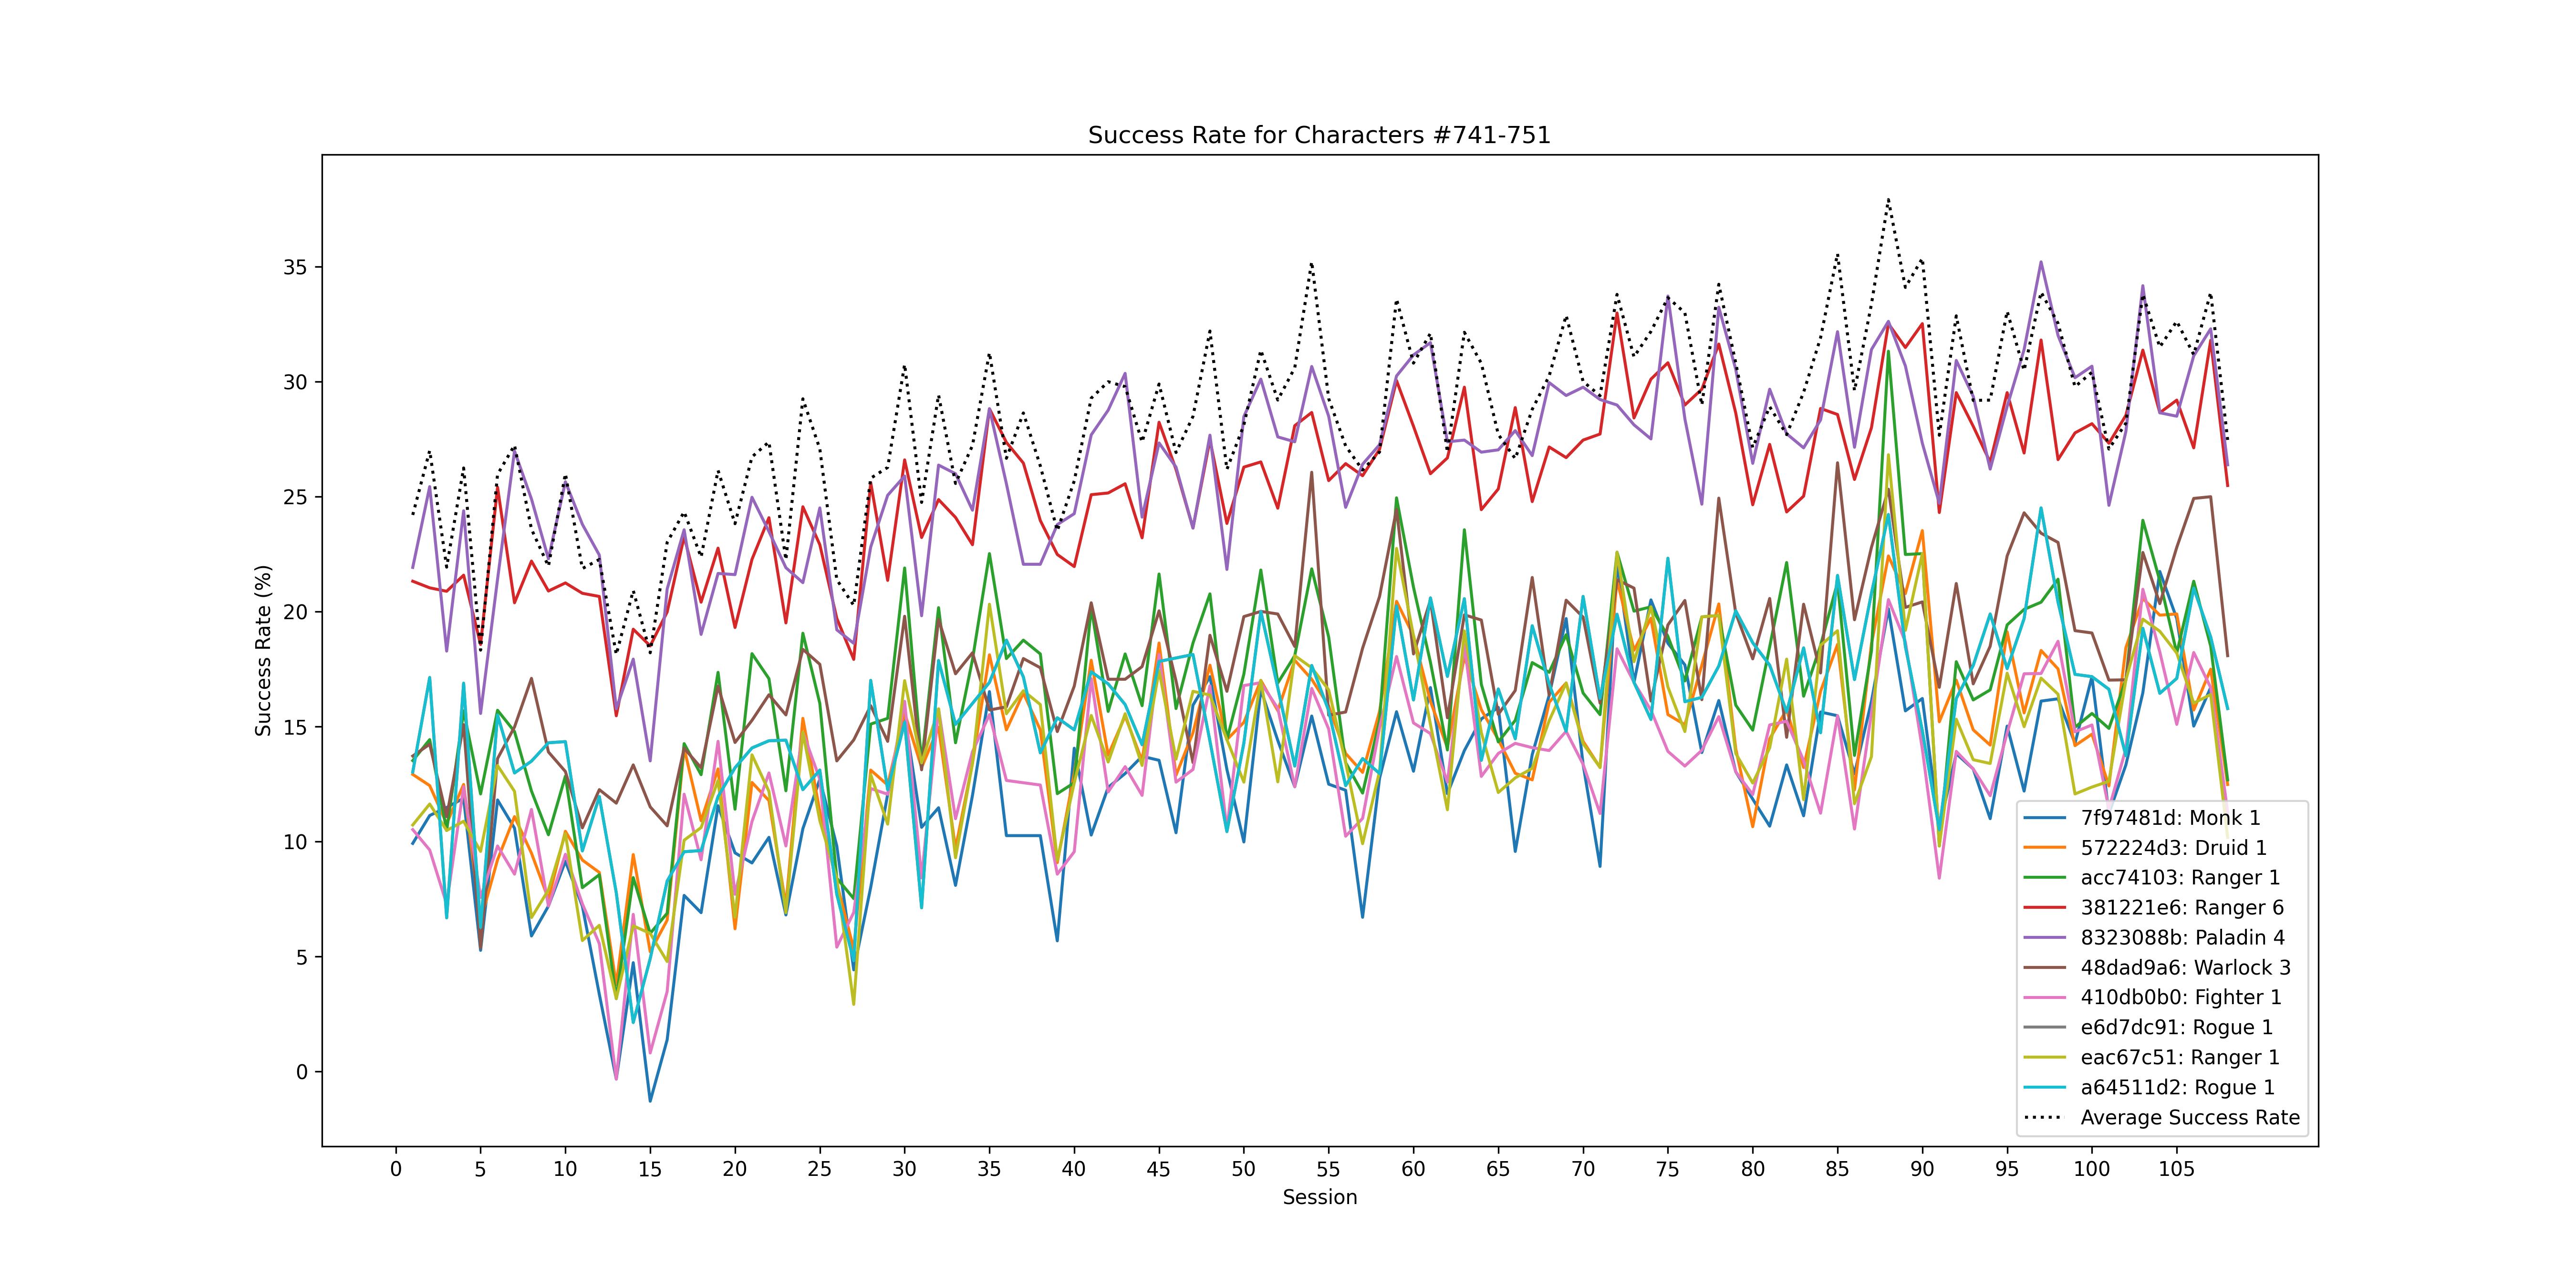 Success Rate for Characters #741-751
Success Rate (%)
35
30
25
20
15
10
5
0
7f97481d: Monk 1
572224d3: Druid 1
acc74103: Ranger 1
381221e6: Ranger 6
8323088b: Paladin 4
48dad9a6: Warlock 3
410db0b0: Fighter 1
e6d7dc91: Rogue 1
eac67c51: Ranger 1
a64511d2: Rogue 1
Average Success Rate
0 5 10 15 20 25 30 35 40 45 50 55 60 65 70 75 80 85 90 95 100 105
Session